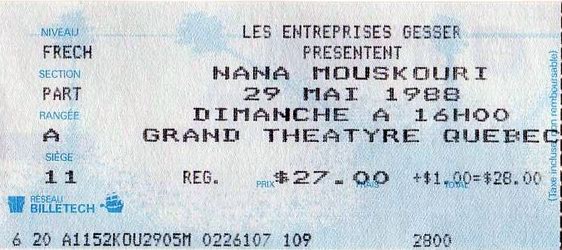 NIVEAU LES ENTREPRISES GESSER
FRECH PRESENTENT
SECTION NANA MOUSKOURI
PART 29 MAI 1988
RANGÉE DIMANCHE A 16H00
A GRAND THEATYRE QUEBEC
SIÈGE
11 REG. PRIX $27.00 FRAIS +$1.00= TOTAL $28.00
RÉSEAU
BILLETECH
6 20 A1152KOU2905M 0226107 109 2800
(Taxe incluse/non remboursable)